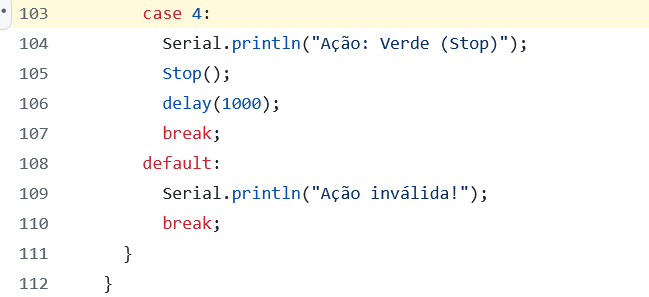 103 case 4:
104 Serial.println("Ação: Verde (Stop)");
105 Stop();
106 delay(1000);
107 break;
108 default:
109 Serial.println("Ação inválida!");
110 break;
111 }
112 }